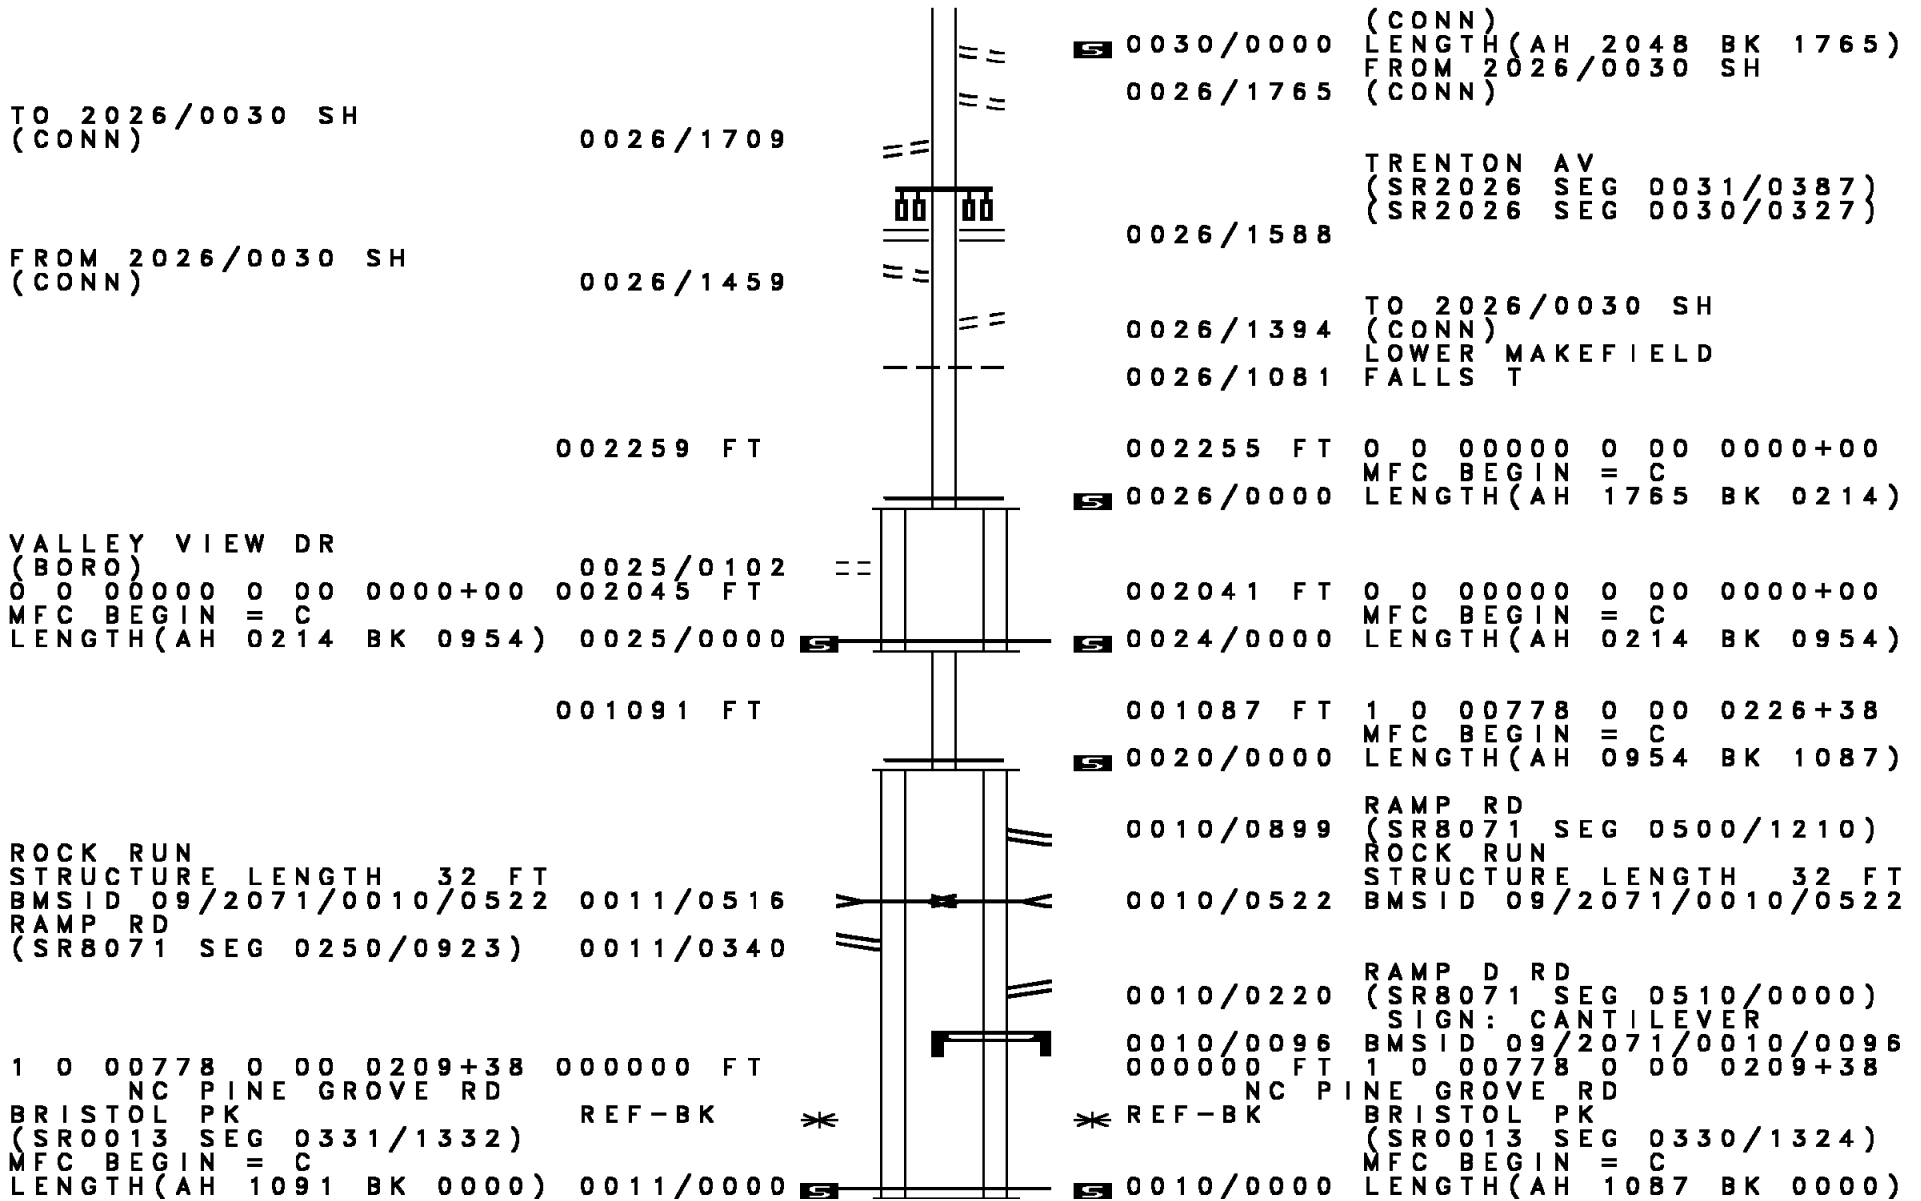 (CONN)
S 0030/0000 LENGTH(AH 2048 BK 1765)
FROM 2026/0030 SH
0026/1765 (CONN)
TO 2026/0030 SH
(CONN) 0026/1709
TRENTON AV
(SR2026 SEG 0031/0387)
(SR2026 SEG 0030/0327)
0026/1588
FROM 2026/0030 SH
(CONN) 0026/1459
TO 2026/0030 SH
0026/1394 (CONN)
LOWER MAKEFIELD
0026/1081 FALLS T
002259 FT 002255 FT 0 0 00000 0 00 0000+00
MFC BEGIN = C
S 0026/0000 LENGTH(AH 1765 BK 0214)
VALLEY VIEW DR
(BORO) 0025/0102
0 0 00000 0 00 0000+00 002045 FT 002041 FT 0 0 00000 0 00 0000+00
MFC BEGIN = C MFC BEGIN = C
LENGTH(AH 0214 BK 0954) 0025/0000 S S 0024/0000 LENGTH(AH 0214 BK 0954)
001091 FT 001087 FT 1 0 00778 0 00 0226+38
MFC BEGIN = C
S 0020/0000 LENGTH(AH 0954 BK 1087)
RAMP RD
0010/0899 (SR8071 SEG 0500/1210)
ROCK RUN ROCK RUN
STRUCTURE LENGTH 32 FT STRUCTURE LENGTH 32 FT
BMSID 09/2071/0010/0522 0011/0516 0010/0522 BMSID 09/2071/0010/0522
RAMP RD
(SR8071 SEG 0250/0923) 0011/0340
RAMP D RD
0010/0220 (SR8071 SEG 0510/0000)
SIGN: CANTILEVER
0010/0096 BMSID 09/2071/0010/0096
1 0 00778 0 00 0209+38 000000 FT 000000 FT 1 0 00778 0 00 0209+38
NC PINE GROVE RD NC PINE GROVE RD
BRISTOL PK REF-BK REF-BK BRISTOL PK
(SR0013 SEG 0331/1332) (SR0013 SEG 0330/1324)
MFC BEGIN = C MFC BEGIN = C
LENGTH(AH 1091 BK 0000) 0011/0000 S S 0010/0000 LENGTH(AH 1087 BK 0000)